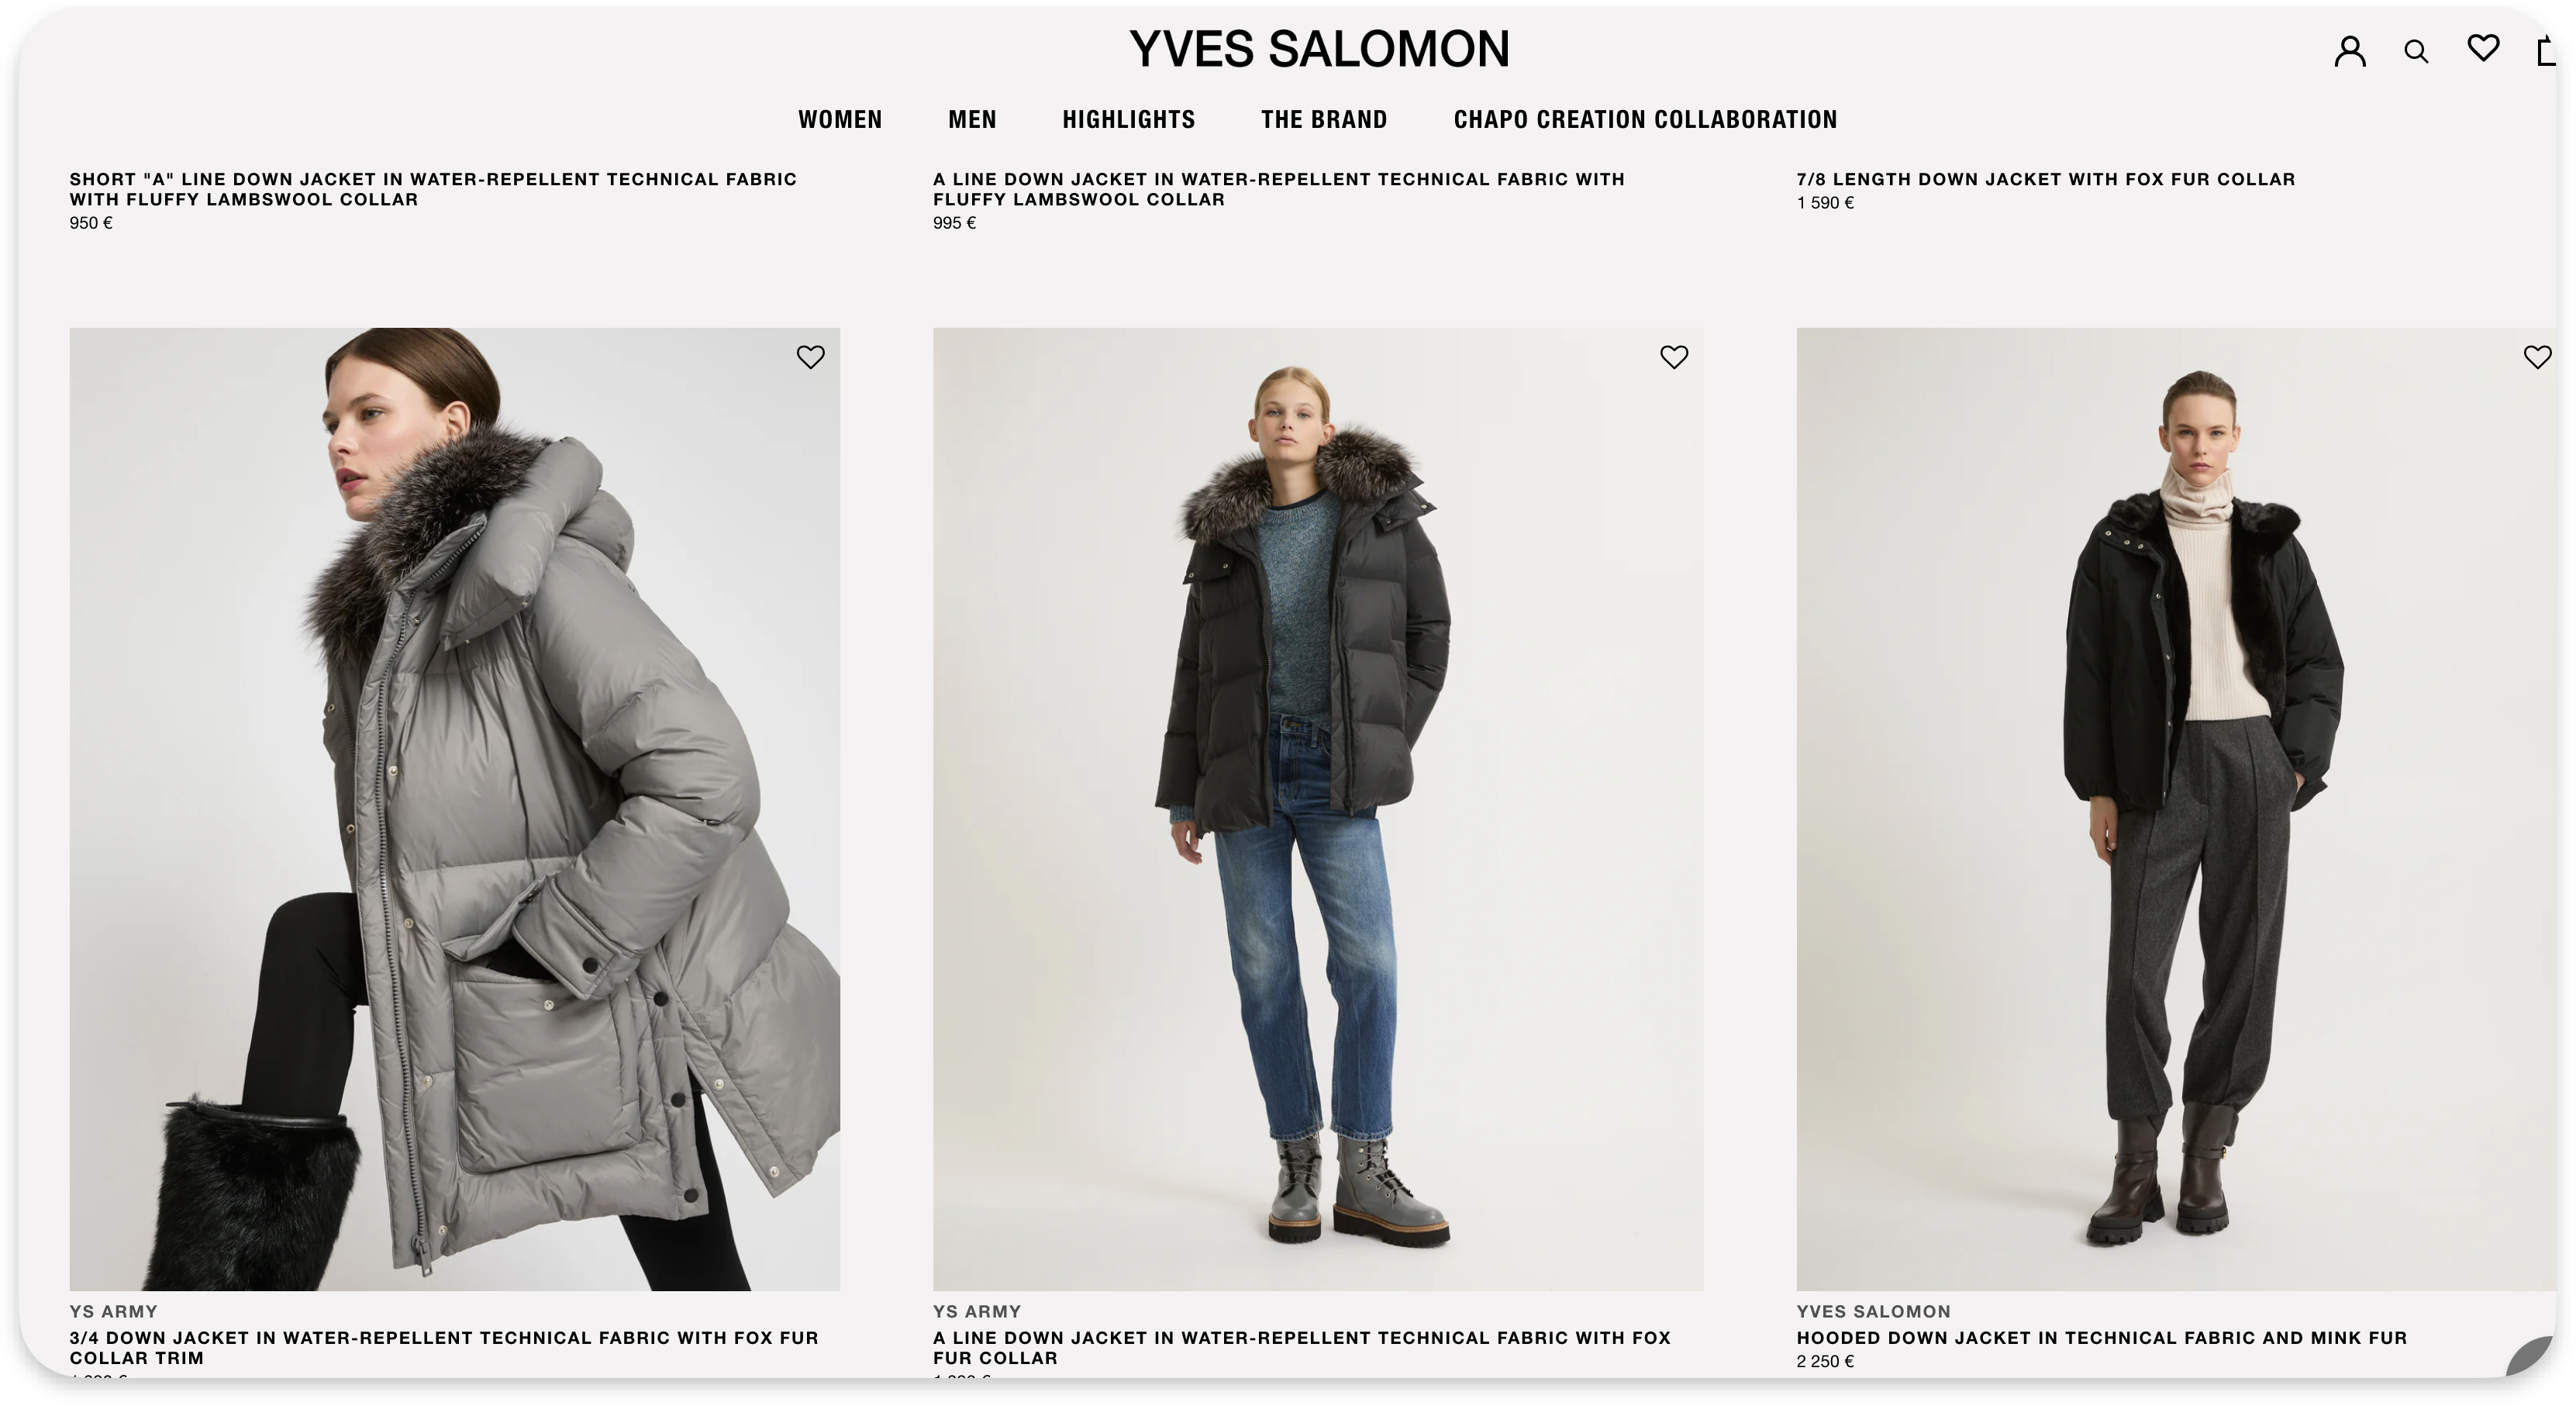 YVES SALOMON
WOMEN MEN HIGHLIGHTS THE BRAND CHAPO CREATION COLLABORATION
SHORT "A" LINE DOWN JACKET IN WATER-REPELLENT TECHNICAL FABRIC
WITH FLUFFY LAMBSWOOL COLLAR
950 €
A LINE DOWN JACKET IN WATER-REPELLENT TECHNICAL FABRIC WITH
FLUFFY LAMBSWOOL COLLAR
995 €
7/8 LENGTH DOWN JACKET WITH FOX FUR COLLAR
1 590 €
YS ARMY
3/4 DOWN JACKET IN WATER-REPELLENT TECHNICAL FABRIC WITH FOX FUR
COLLAR TRIM
YS ARMY
A LINE DOWN JACKET IN WATER-REPELLENT TECHNICAL FABRIC WITH FOX
FUR COLLAR
YVES SALOMON
HOODED DOWN JACKET IN TECHNICAL FABRIC AND MINK FUR
2 250 €